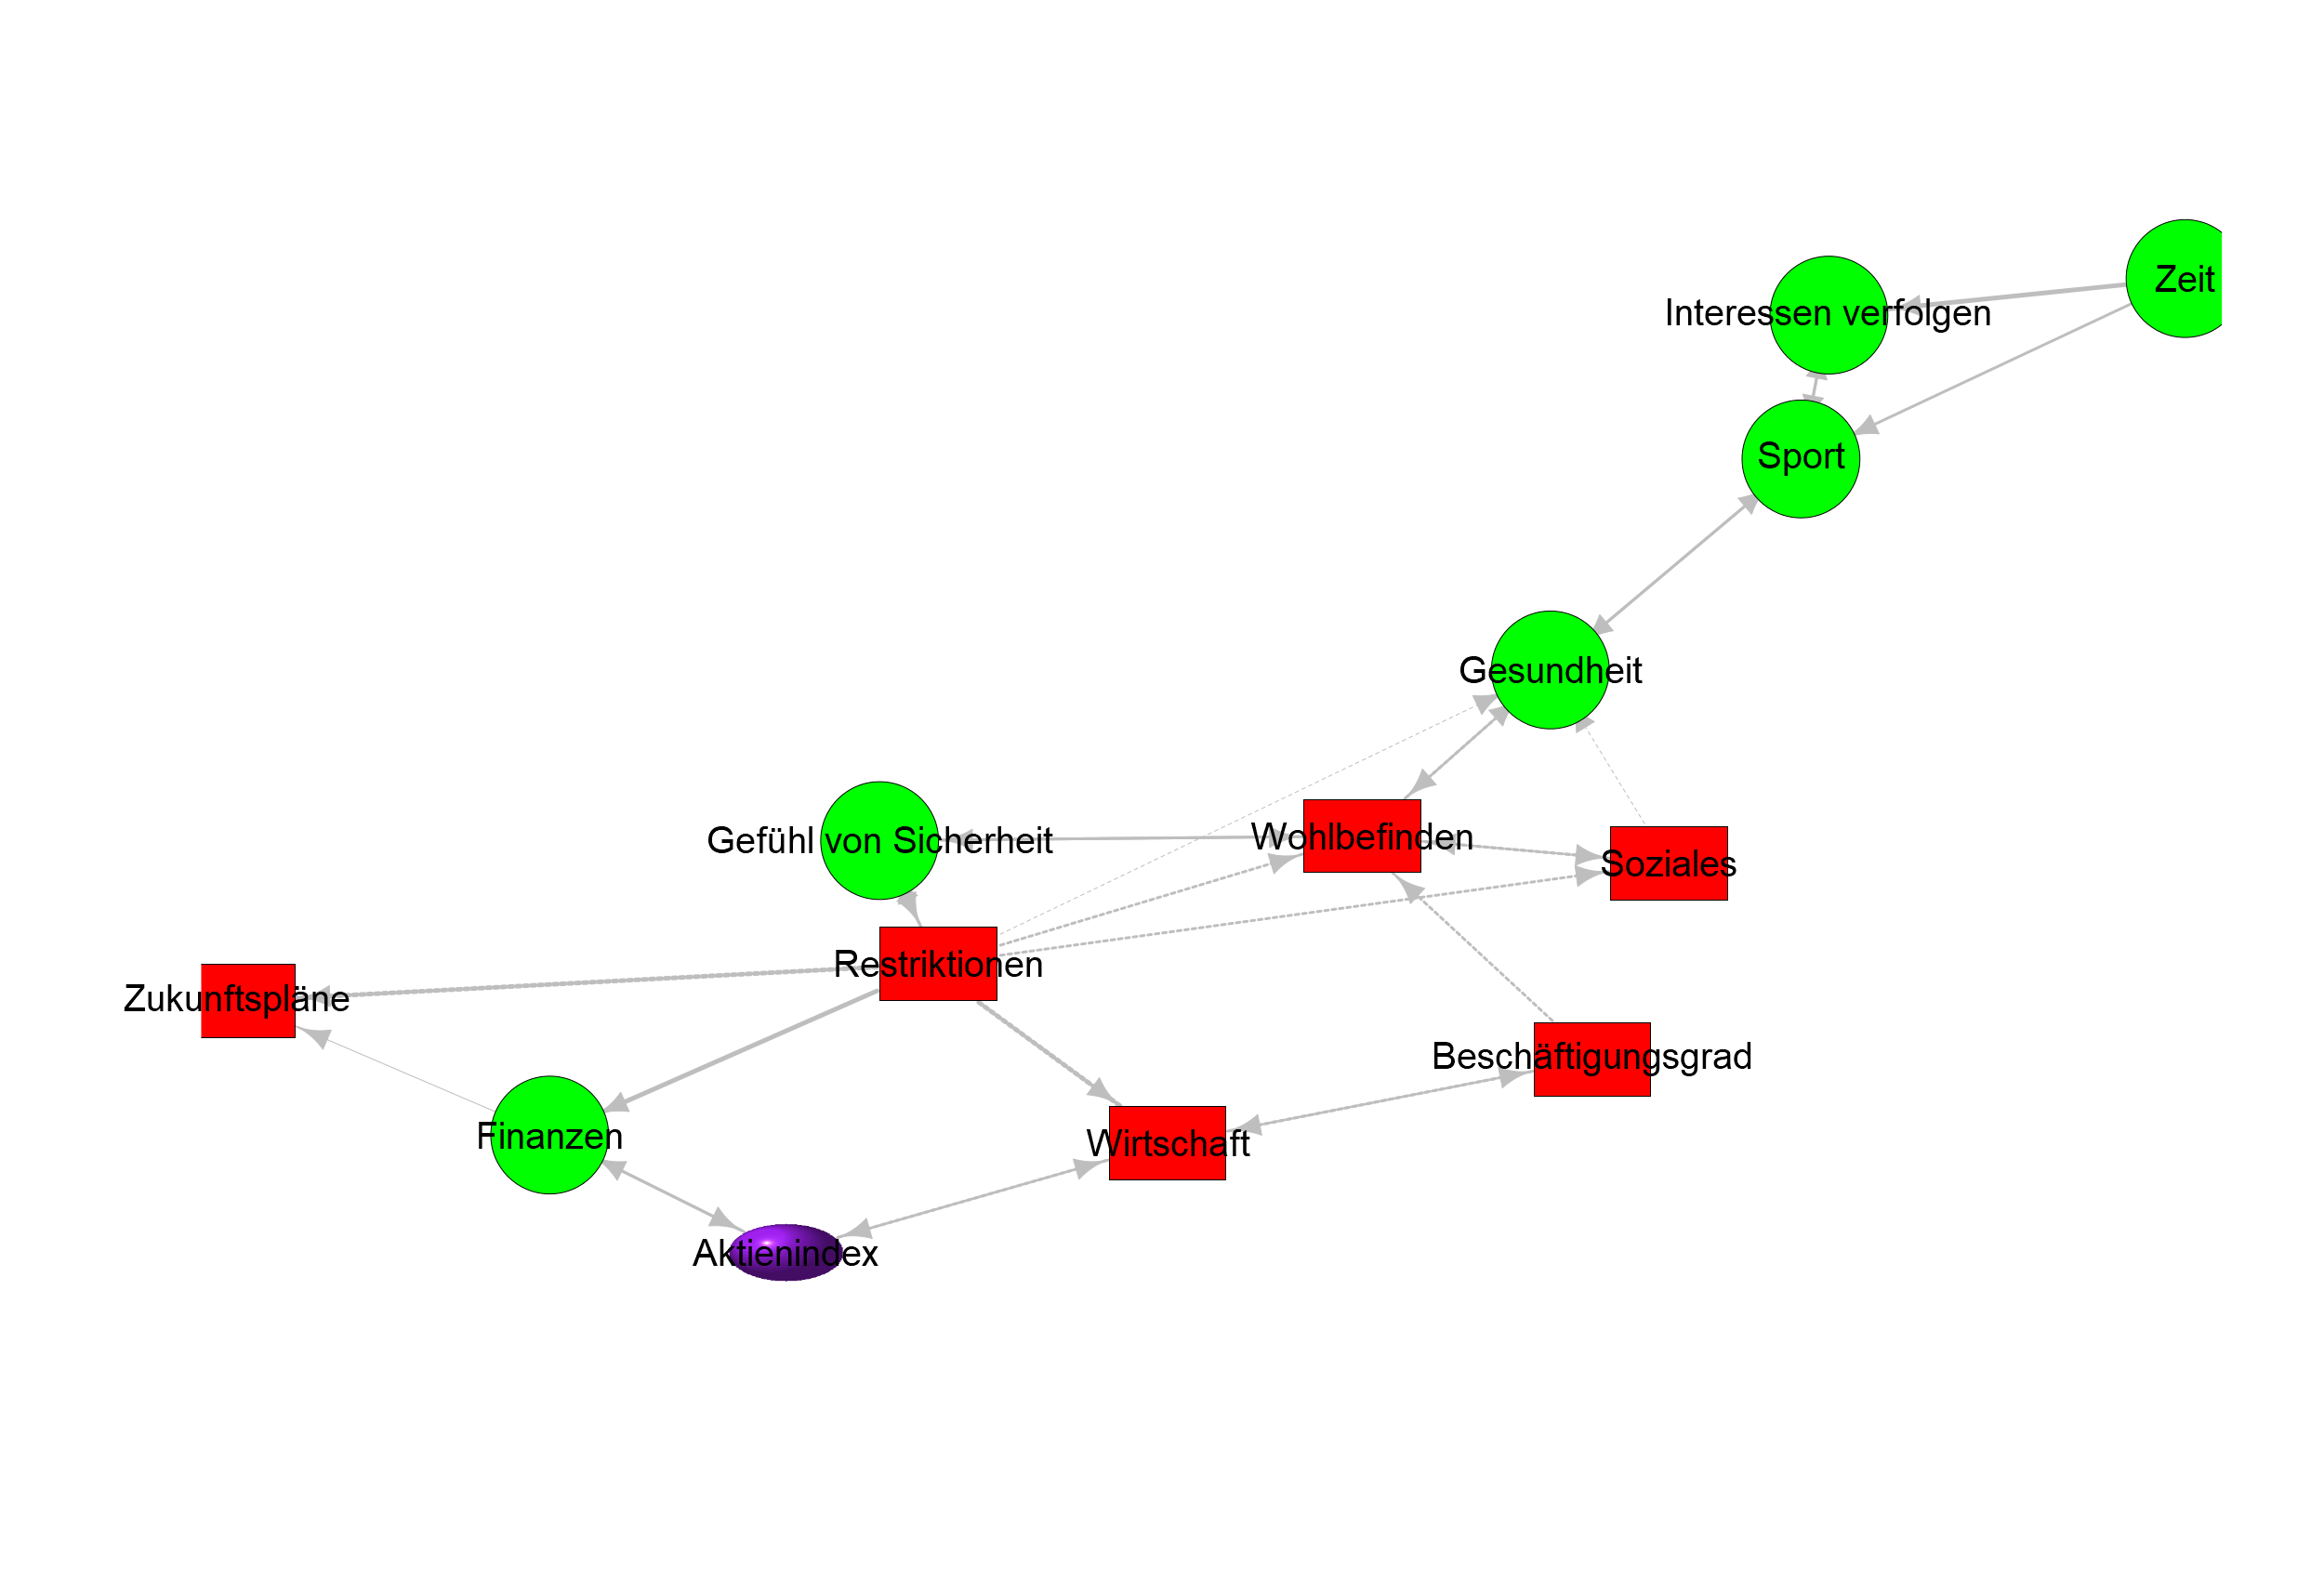 Zeit
Interessen verfolgen
Sport
Gesundheit
Gefühl von Sicherheit
Wohlbefinden
Soziales
Restriktionen
Zukunftspläne
Beschäftigungsgrad
Finanzen
Wirtschaft
Aktienindex